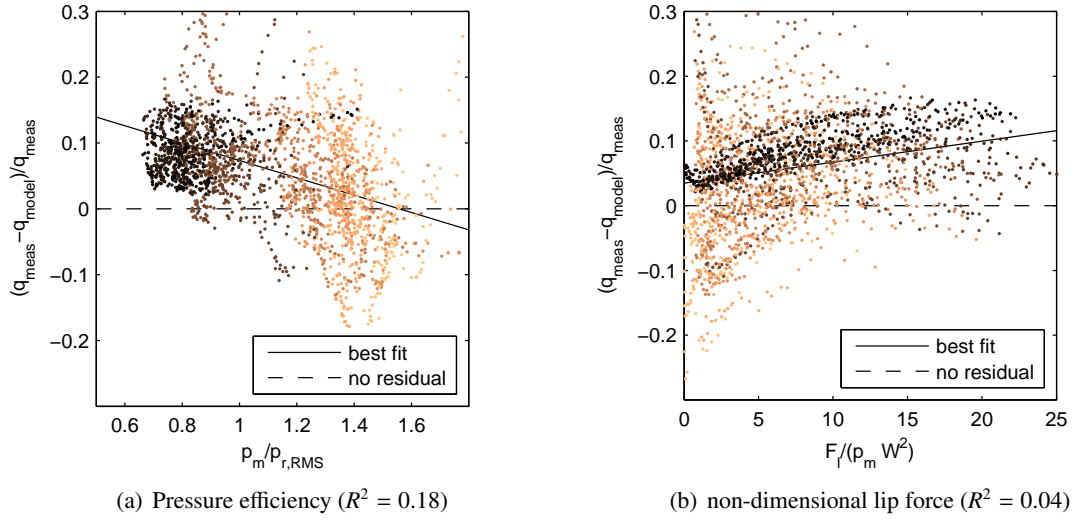 0.3
0.2
0.1
0
-0.1
-0.2
(q_meas−q_model)/q_meas
best fit
no residual
0.6 0.8 1 1.2 1.4 1.6
p_m/p_r,RMS
(a) Pressure efficiency (R² = 0.18)
0.3
0.2
0.1
0
-0.1
-0.2
(q_meas−q_model)/q_meas
best fit
no residual
0 5 10 15 20 25
F_l/(p_m W²)
(b) non-dimensional lip force (R² = 0.04)